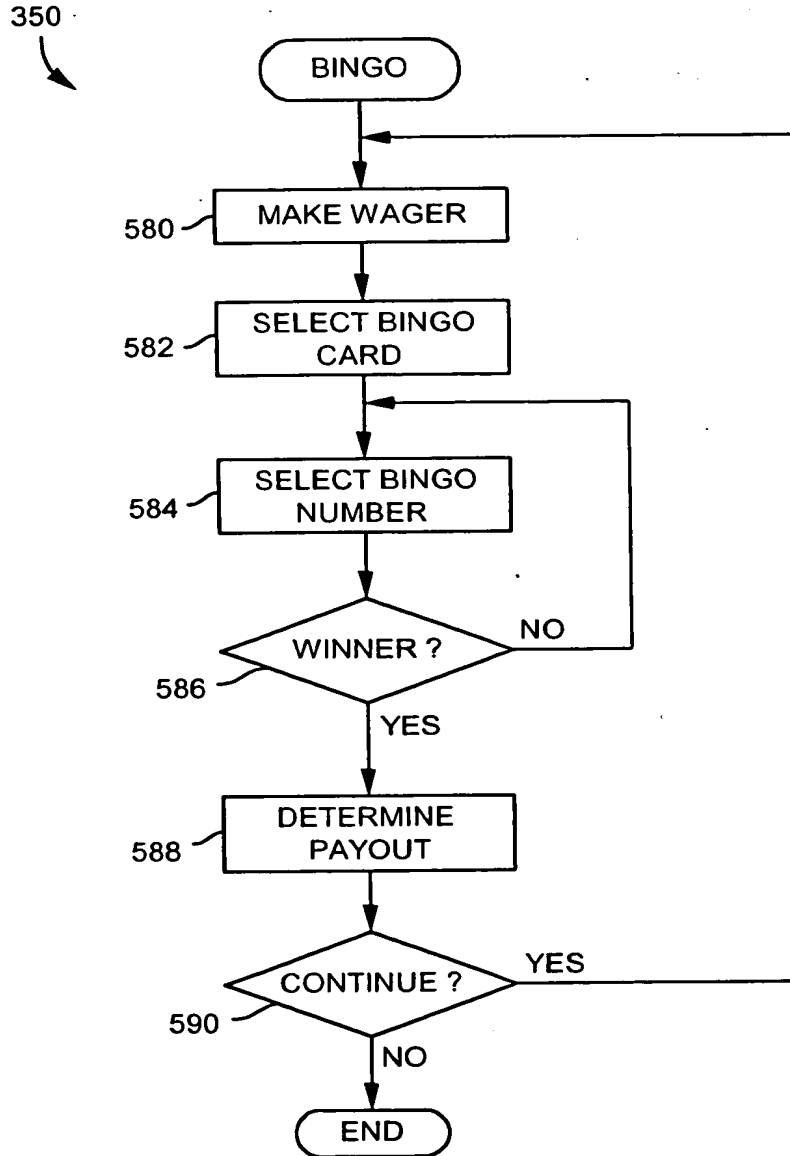 350
BINGO
MAKE WAGER
580
SELECT BINGO
CARD
582
SELECT BINGO
NUMBER
584
WINNER ?
NO
586
YES
DETERMINE
PAYOUT
588
CONTINUE ?
YES
590
NO
END